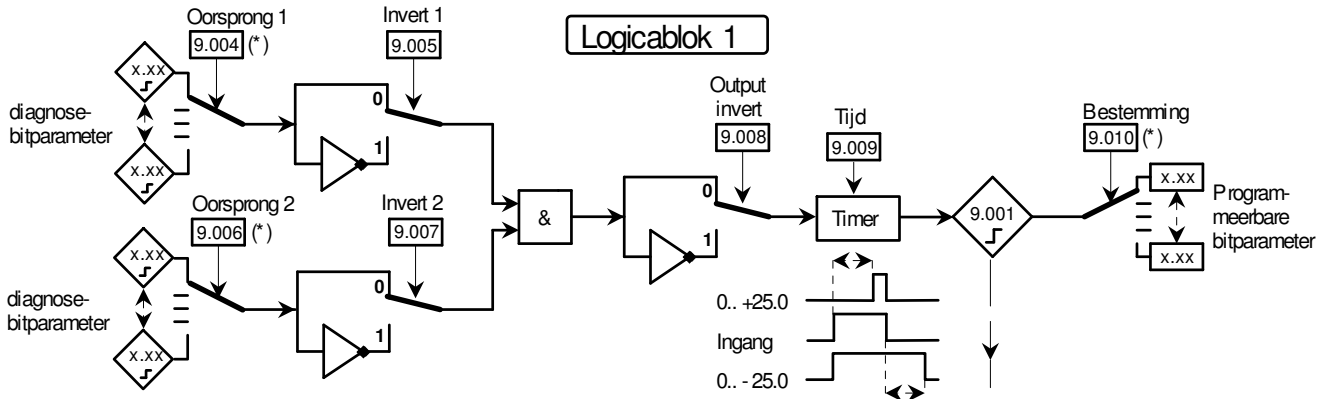 Logicablok 1
Oorsprong 1
9.004 (*)
Invert 1
9.005
x.xx
diagnose-
bitparameter
x.xx
0
1
Oorsprong 2
9.006 (*)
Invert 2
9.007
x.xx
diagnose-
bitparameter
x.xx
0
1
&
Output
invert
9.008
0
1
Tijd
9.009
Timer
9.001
Bestemming
9.010 (*)
x.xx
Program-
meerbare
bitparameter
x.xx
0.. +25.0
Ingang
0.. - 25.0